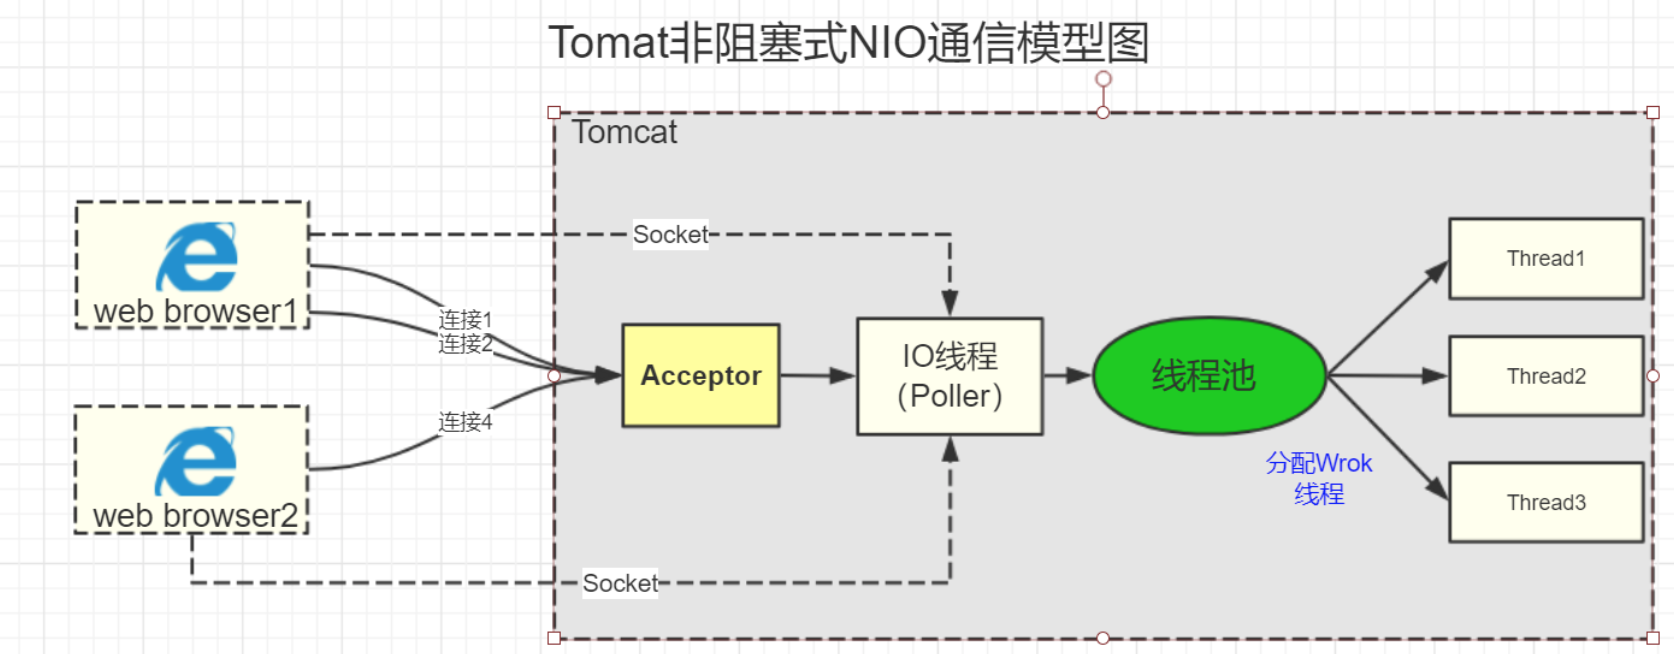 Tomat非阻塞式NIO通信模型图
Tomcat
Socket
web browser1
连接1
连接2
Acceptor
IO线程
（Poller）
线程池
Thread1
Thread2
连接4
分配Wrok
线程
Thread3
web browser2
Socket